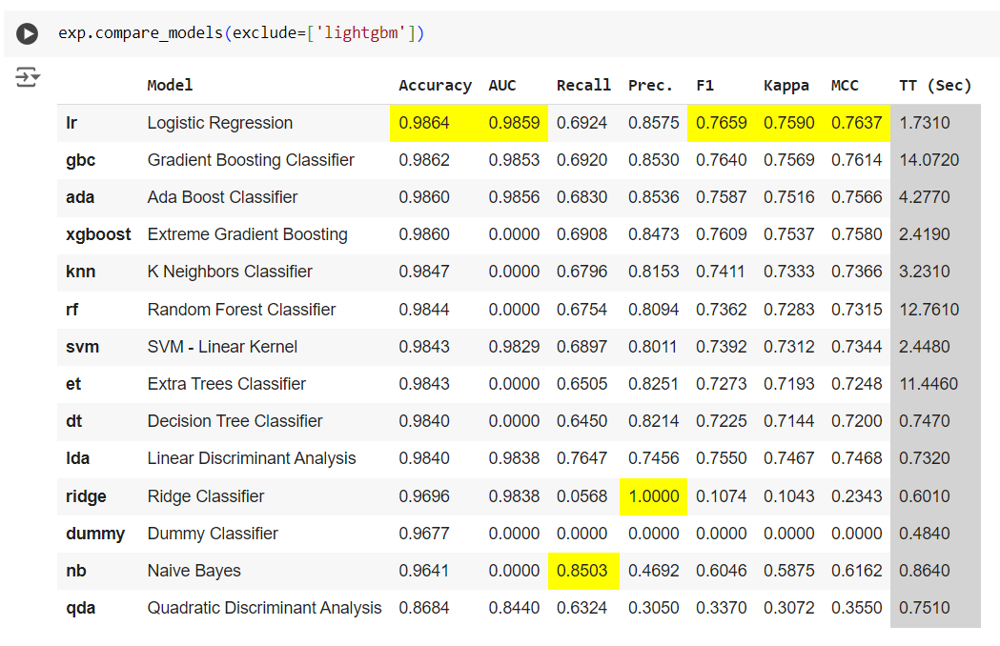 exp.compare_models(exclude=['lightgbm'])
Model Accuracy AUC Recall Prec. F1 Kappa MCC TT (Sec)
lr Logistic Regression 0.9864 0.9859 0.6924 0.8575 0.7659 0.7590 0.7637 1.7310
gbc Gradient Boosting Classifier 0.9862 0.9853 0.6920 0.8530 0.7640 0.7569 0.7614 14.0720
ada Ada Boost Classifier 0.9860 0.9856 0.6830 0.8536 0.7587 0.7516 0.7566 4.2770
xgboost Extreme Gradient Boosting 0.9860 0.0000 0.6908 0.8473 0.7609 0.7537 0.7580 2.4190
knn K Neighbors Classifier 0.9847 0.0000 0.6796 0.8153 0.7411 0.7333 0.7366 3.2310
rf Random Forest Classifier 0.9844 0.0000 0.6754 0.8094 0.7362 0.7283 0.7315 12.7610
svm SVM - Linear Kernel 0.9843 0.9829 0.6897 0.8011 0.7392 0.7312 0.7344 2.4480
et Extra Trees Classifier 0.9843 0.0000 0.6505 0.8251 0.7273 0.7193 0.7248 11.4460
dt Decision Tree Classifier 0.9840 0.0000 0.6450 0.8214 0.7225 0.7144 0.7200 0.7470
lda Linear Discriminant Analysis 0.9840 0.9838 0.7647 0.7456 0.7550 0.7467 0.7468 0.7320
ridge Ridge Classifier 0.9696 0.9838 0.0568 1.0000 0.1074 0.1043 0.2343 0.6010
dummy Dummy Classifier 0.9677 0.0000 0.0000 0.0000 0.0000 0.0000 0.0000 0.4840
nb Naive Bayes 0.9641 0.0000 0.8503 0.4692 0.6046 0.5875 0.6162 0.8640
qda Quadratic Discriminant Analysis 0.8684 0.8440 0.6324 0.3050 0.3370 0.3072 0.3550 0.7510